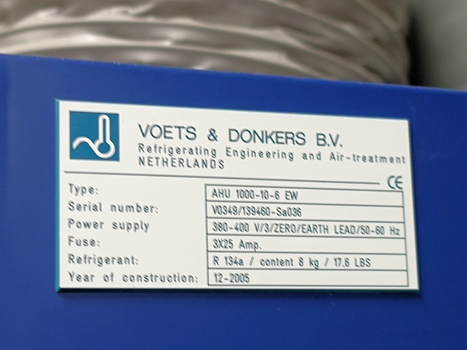 VOETS & DONKERS B.V.
Refrigerating Engineering and Air-treatment
NETHERLANDS
CE
Type: AHU 1000-10-6 EW
Serial number: V0349/139460-Sa036
Power supply 380-400 V/3/ZERO/EARTH LEAD/50-60 Hz
Fuse: 3X25 Amp.
Refrigerant: R 134a / content 8 kg / 17,6 LBS
Year of construction: 12-2005